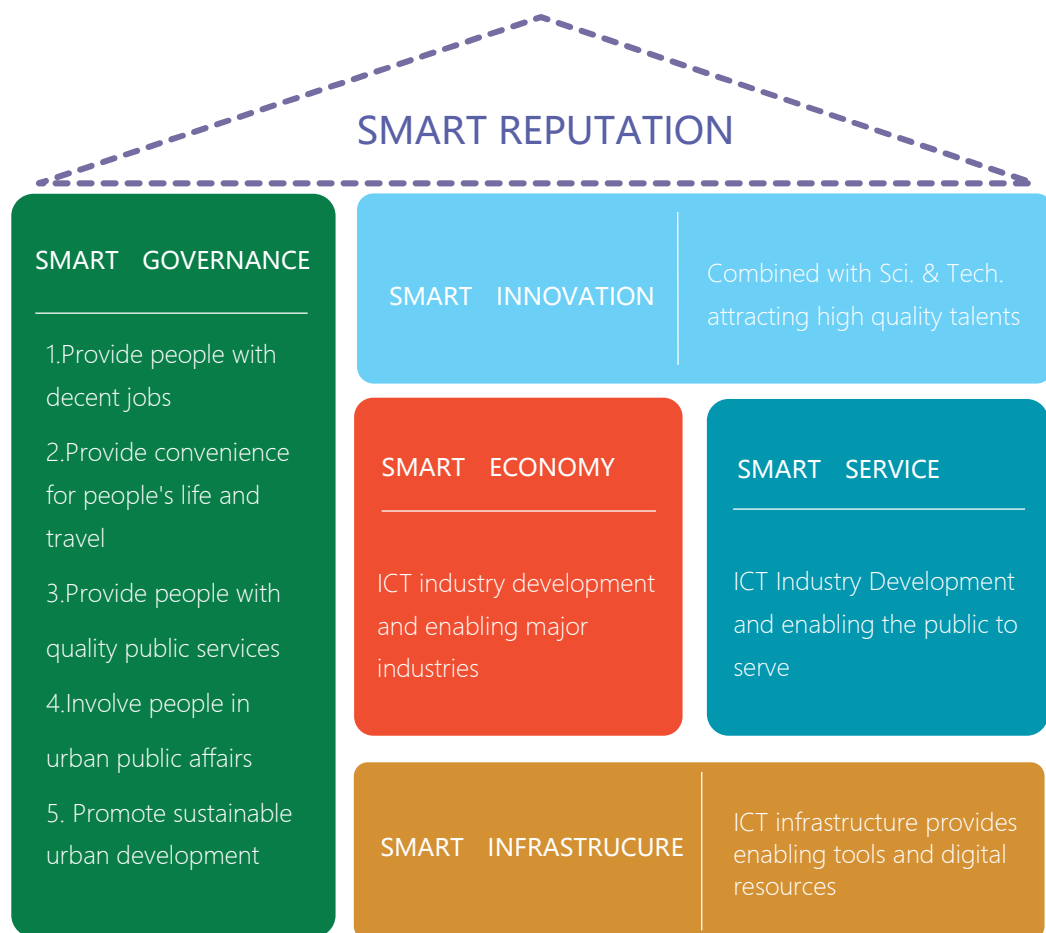 SMART REPUTATION
SMART GOVERNANCE
1.Provide people with
decent jobs
2.Provide convenience
for people's life and
travel
3.Provide people with
quality public services
4.Involve people in
urban public affairs
5. Promote sustainable
urban development
SMART INNOVATION
Combined with Sci. & Tech.
attracting high quality talents
SMART ECONOMY
ICT industry development
and enabling major
industries
SMART SERVICE
ICT Industry Development
and enabling the public to
serve
SMART INFRASTRUCURE
ICT infrastructure provides
enabling tools and digital
resources